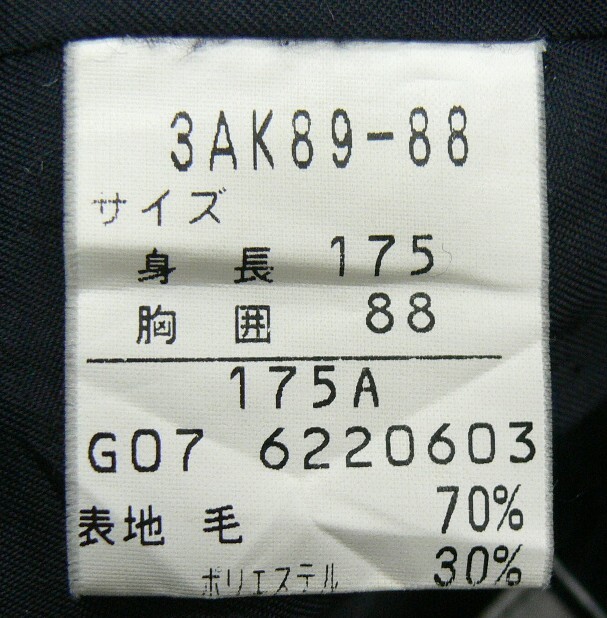 3AK89-88
サイズ
身 長 175
胸 囲 88
175A
G07 6220603
表地 毛 70%
ポリエステル 30%